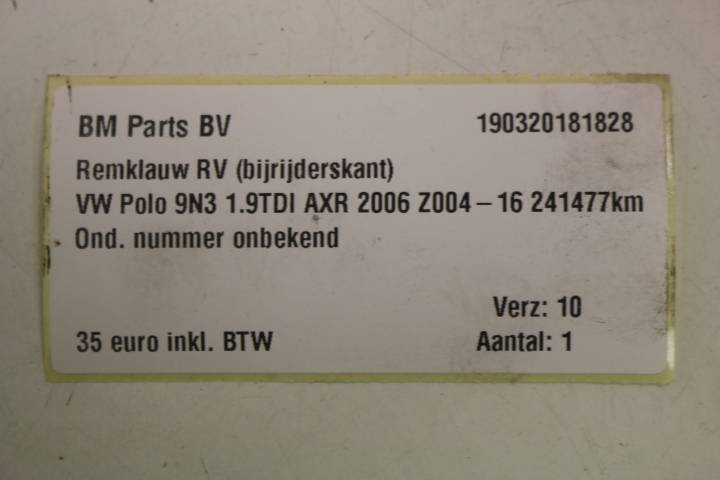 BM Parts BV 190320181828
Remklauw RV (bijrijderskant)
VW Polo 9N3 1.9TDI AXR 2006 Z004-16 241477km
Ond. nummer onbekend
Verz: 10
35 euro inkl. BTW Aantal: 1